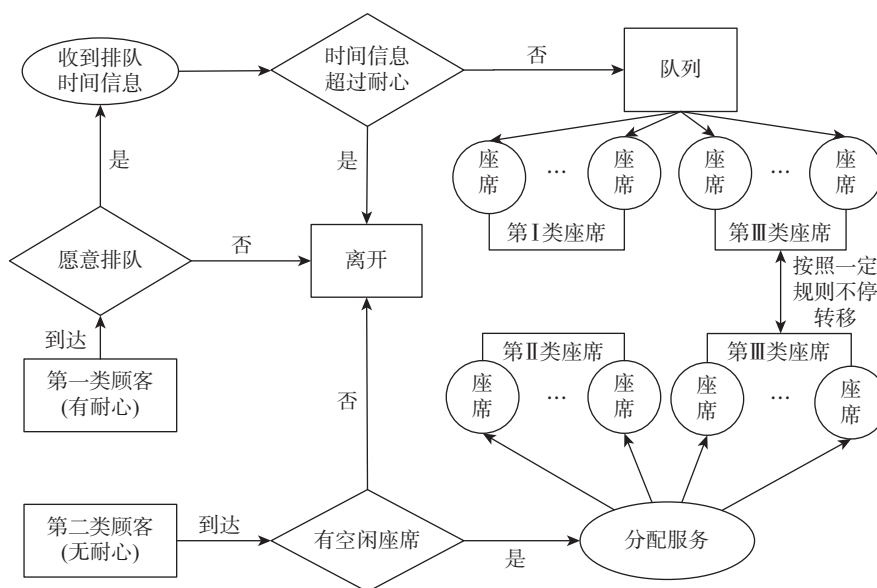 收到排队
时间信息
时间信息
超过耐心
否
队列
是
是
座
席
...
座
席
座
席
...
座
席
第Ⅰ类座席
第Ⅲ类座席
愿意排队
否
离开
按照一定
规则不停
转移
到达
第一类顾客
(有耐心)
否
第Ⅱ类座席
第Ⅲ类座席
座
席
...
座
席
座
席
...
座
席
第二类顾客
(无耐心)
到达
有空闲座席
是
分配服务